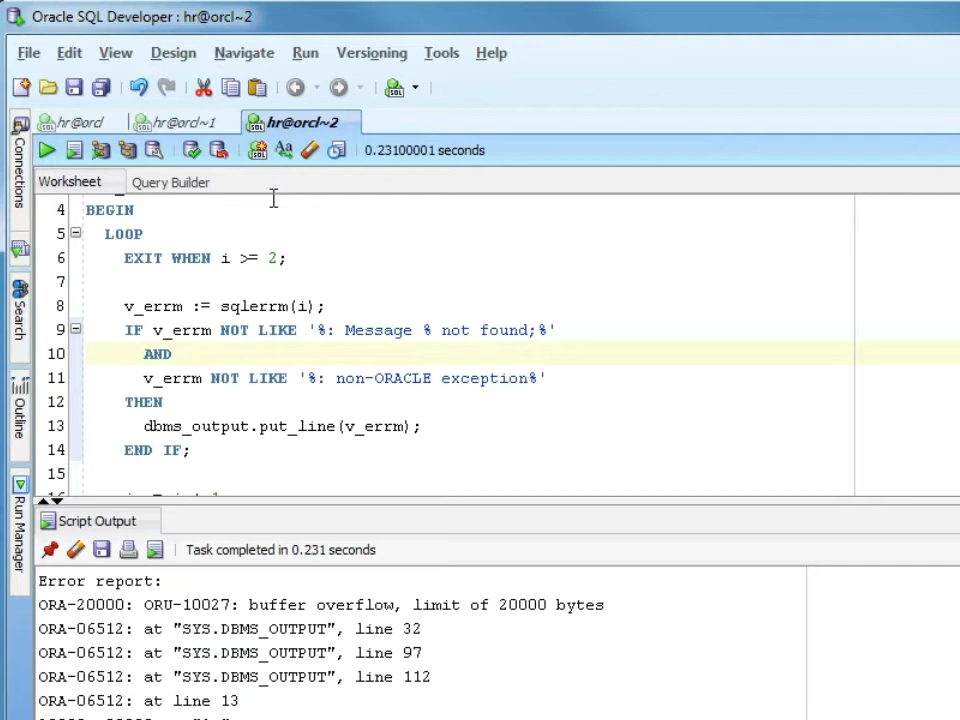 Oracle SQL Developer : hr@orcl~2
File Edit View Design Navigate Run Versioning Tools Help
hr@orcl hr@orcl~1 hr@orcl~2
0.23100001 seconds
Worksheet Query Builder
Connections
Search
Outline
Run Manager
4 BEGIN
5 LOOP
6 EXIT WHEN i >= 2;
7
8 v_errm := sqlerrm(i);
9 IF v_errm NOT LIKE '%: Message % not found;%'
10 AND
11 v_errm NOT LIKE '%: non-ORACLE exception%'
12 THEN
13 dbms_output.put_line(v_errm);
14 END IF;
15
Script Output
Task completed in 0.231 seconds
Error report:
ORA-20000: ORU-10027: buffer overflow, limit of 20000 bytes
ORA-06512: at "SYS.DBMS_OUTPUT", line 32
ORA-06512: at "SYS.DBMS_OUTPUT", line 97
ORA-06512: at "SYS.DBMS_OUTPUT", line 112
ORA-06512: at line 13